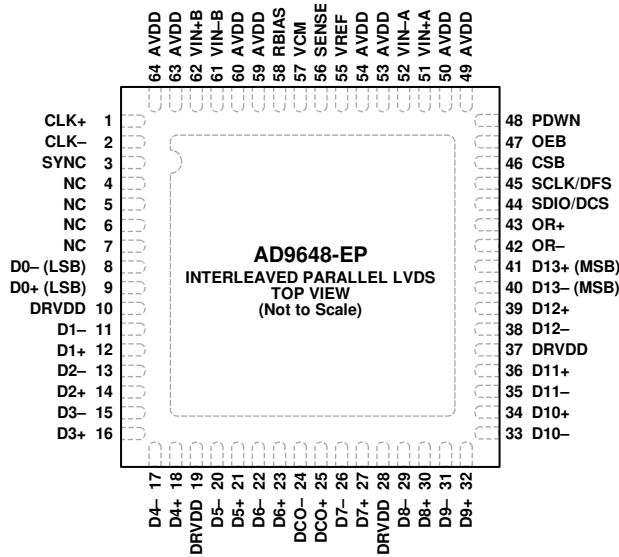 64 AVDD
63 AVDD
62 VIN+B
61 VIN–B
60 AVDD
59 AVDD
58 RBIAS
57 VCM
56 SENSE
55 VREF
54 AVDD
53 AVDD
52 VIN–A
51 VIN+A
50 AVDD
49 AVDD
CLK+ 1
CLK– 2
SYNC 3
NC 4
NC 5
NC 6
NC 7
D0– (LSB) 8
D0+ (LSB) 9
DRVDD 10
D1– 11
D1+ 12
D2– 13
D2+ 14
D3– 15
D3+ 16
AD9648-EP
INTERLEAVED PARALLEL LVDS
TOP VIEW
(Not to Scale)
48 PDWN
47 OEB
46 CSB
45 SCLK/DFS
44 SDIO/DCS
43 OR+
42 OR–
41 D13+ (MSB)
40 D13– (MSB)
39 D12+
38 D12–
37 DRVDD
36 D11+
35 D11–
34 D10+
33 D10–
D4– 17
D4+ 18
DRVDD 19
D5– 20
D5+ 21
D6– 22
D6+ 23
DCO– 24
DCO+ 25
D7– 26
D7+ 27
DRVDD 28
D8– 29
D8+ 30
D9– 31
D9+ 32